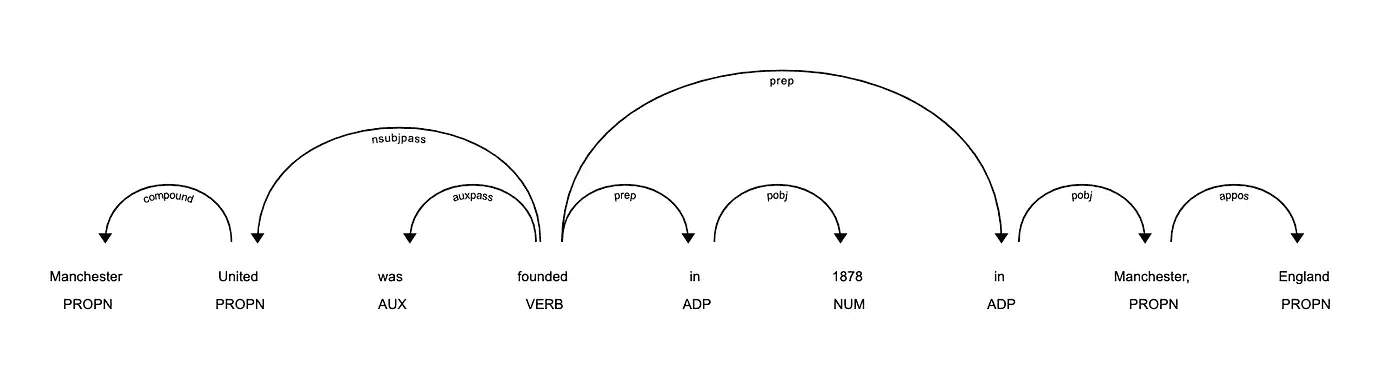 prep
nsubjpass
compound auxpass prep pobj pobj appos
Manchester United was founded in 1878 in Manchester, England
PROPN PROPN AUX VERB ADP NUM ADP PROPN PROPN